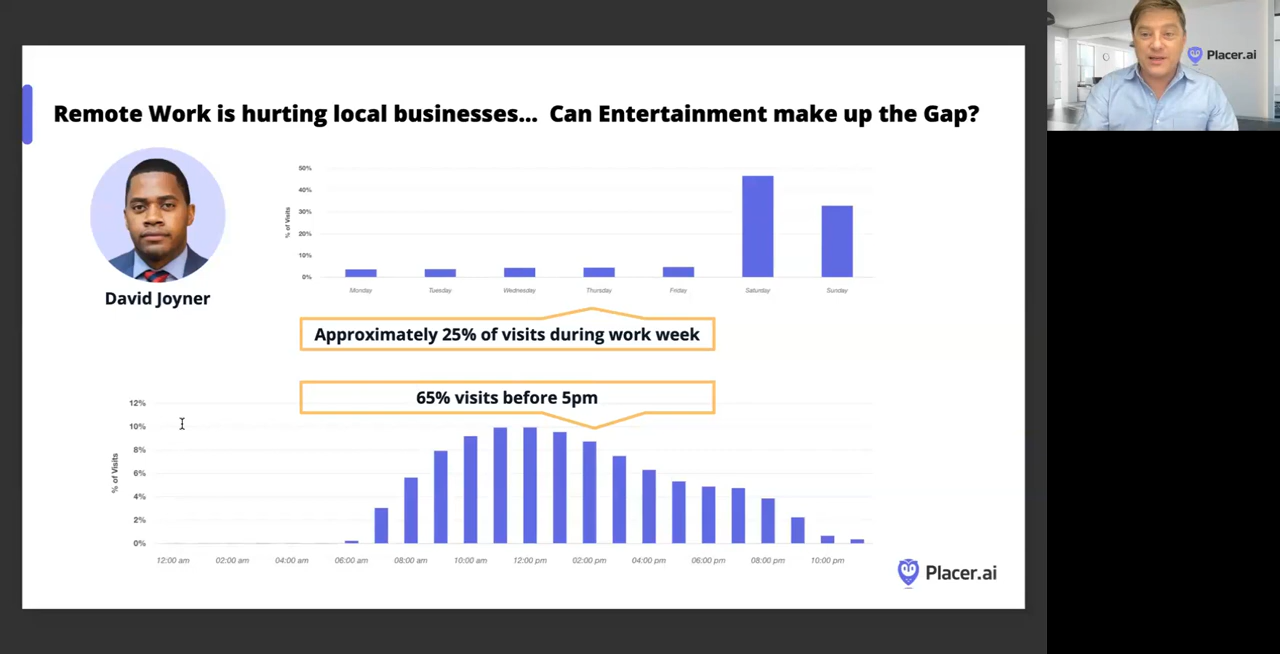 Placer.ai
Remote Work is hurting local businesses... Can Entertainment make up the Gap?
David Joyner
% of Visits
50%
40%
30%
20%
10%
0%
Monday Tuesday Wednesday Thursday Friday Saturday Sunday
Approximately 25% of visits during work week
65% visits before 5pm
% of Visits
12%
10%
8%
6%
4%
2%
0%
12:00 am 02:00 am 04:00 am 06:00 am 08:00 am 10:00 am 12:00 pm 02:00 pm 04:00 pm 06:00 pm 08:00 pm 10:00 pm
Placer.ai